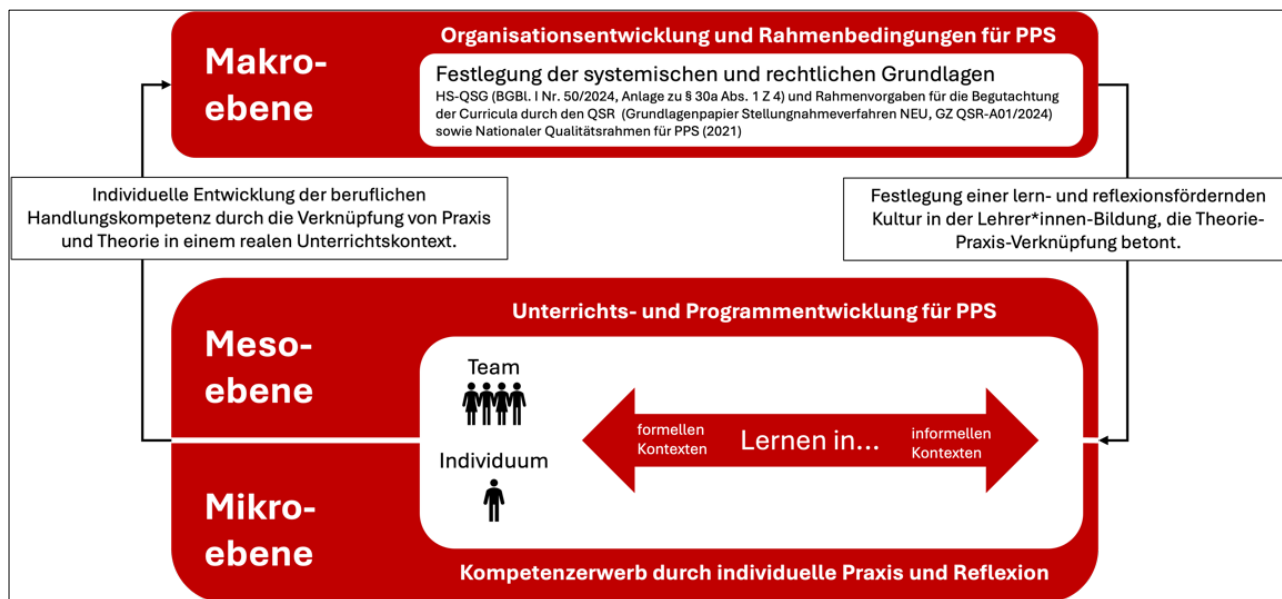 Organisationsentwicklung und Rahmenbedingungen für PPS
Makro-
ebene
Festlegung der systemischen und rechtlichen Grundlagen
HS-QSG (BGBl. I Nr. 50/2024, Anlage zu § 30a Abs. 1 Z 4) und Rahmenvorgaben für die Begutachtung
der Curricula durch den QSR (Grundlagenpapier Stellungnahmeverfahren NEU, GZ QSR-A01/2024)
sowie Nationaler Qualitätsrahmen für PPS (2021)
Individuelle Entwicklung der beruflichen
Handlungskompetenz durch die Verknüpfung von Praxis
und Theorie in einem realen Unterrichtskontext.
Festlegung einer lern- und reflexionsfördernden
Kultur in der Lehrer*innen-Bildung, die Theorie-
Praxis-Verknüpfung betont.
Unterrichts- und Programmentwicklung für PPS
Meso-
ebene
Team
formellen
Kontexten
Lernen in...
informellen
Kontexten
Individuum
Mikro-
ebene
Kompetenzerwerb durch individuelle Praxis und Reflexion